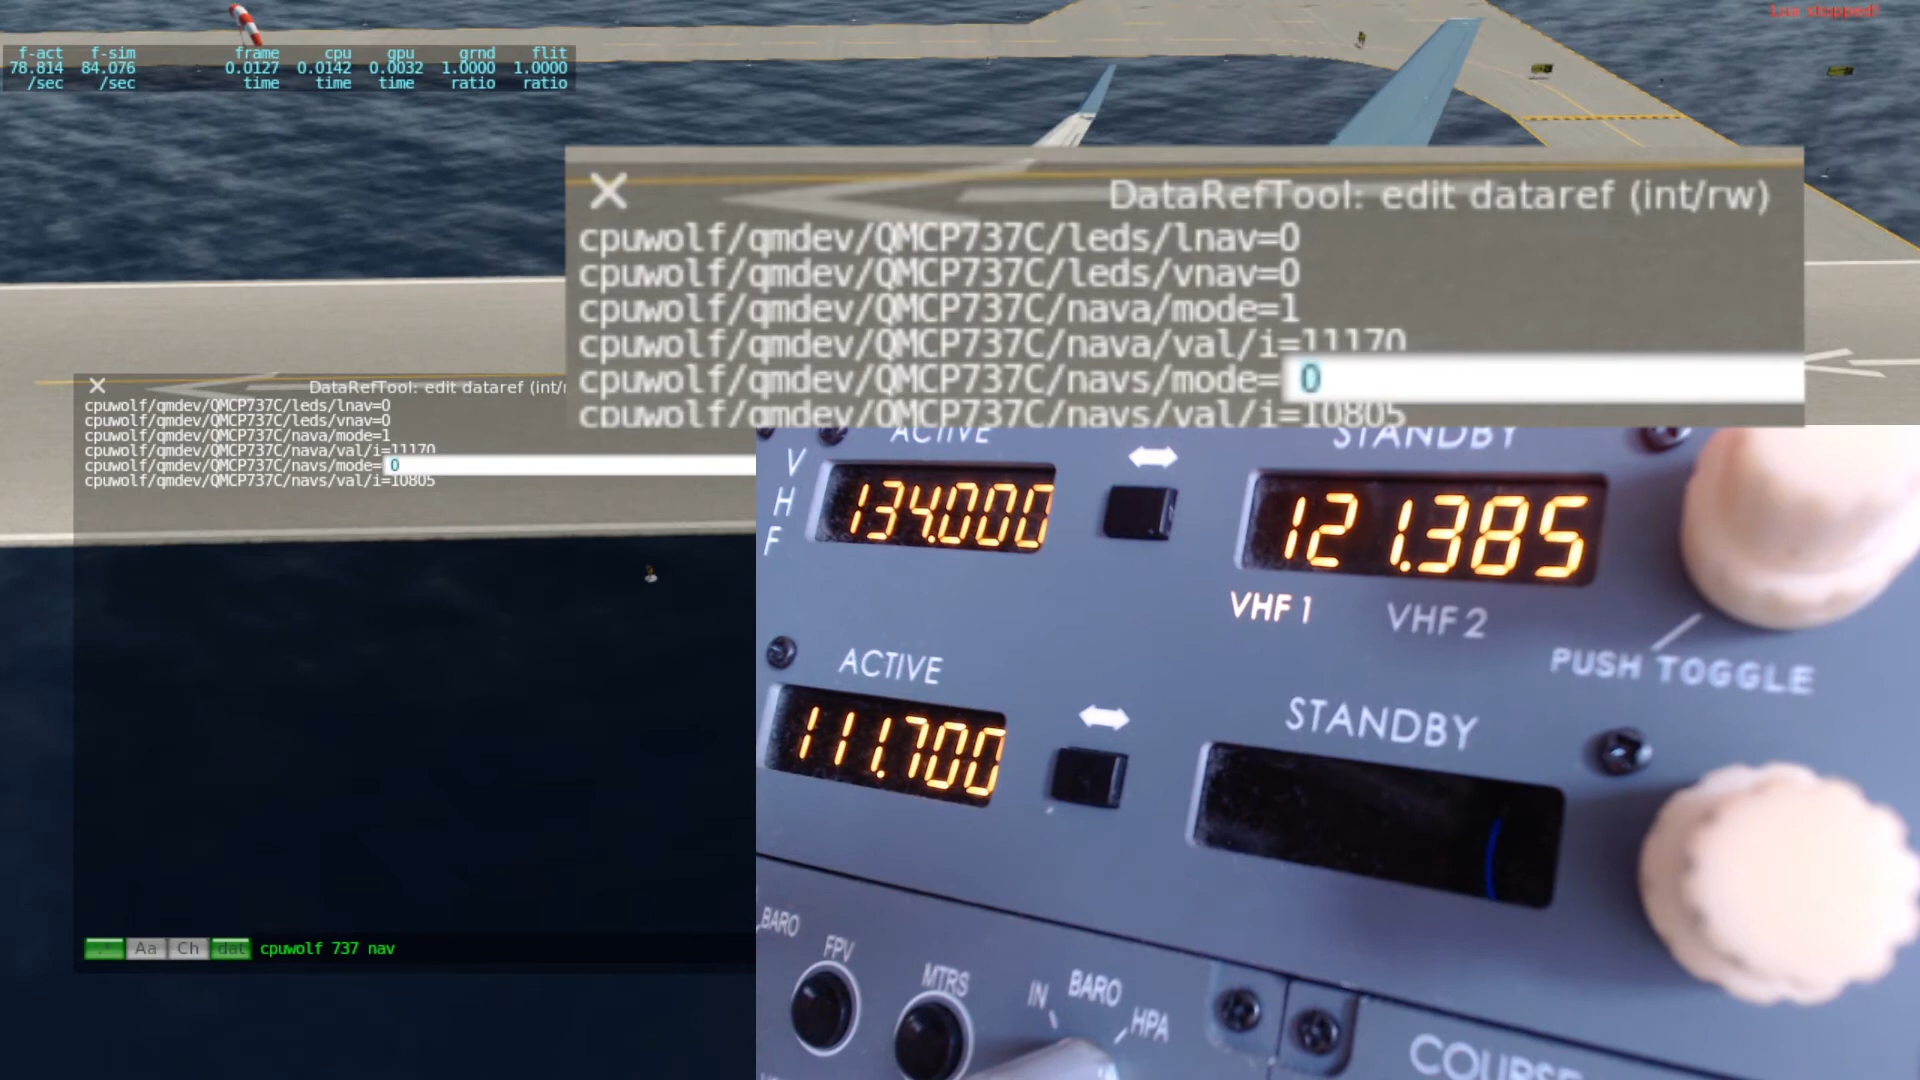 Lua stopped!
f-act f-sim frame cpu gpu grnd flit
78.814 84.076 0.0127 0.0142 0.0032 1.0000 1.0000
/sec /sec time time time ratio ratio
DataRefTool: edit dataref (int/rw)
cpuwolf/qmdev/QMCP737C/leds/lnav=0
cpuwolf/qmdev/QMCP737C/leds/vnav=0
cpuwolf/qmdev/QMCP737C/nava/mode=1
cpuwolf/qmdev/QMCP737C/nava/val/i=11170
cpuwolf/qmdev/QMCP737C/navs/mode=0
cpuwolf/qmdev/QMCP737C/navs/val/i=10805
DataRefTool: edit dataref (int/r
cpuwolf/qmdev/QMCP737C/leds/lnav=0
cpuwolf/qmdev/QMCP737C/leds/vnav=0
cpuwolf/qmdev/QMCP737C/nava/mode=1
cpuwolf/qmdev/QMCP737C/nava/val/i=11170
cpuwolf/qmdev/QMCP737C/navs/mode=0
cpuwolf/qmdev/QMCP737C/navs/val/i=10805
.* Aa Ch dat cpuwolf 737 nav
ACTIVE STANDBY
VHF
134.000 121.385
VHF 1 VHF 2
PUSH TOGGLE
ACTIVE STANDBY
111.700
BARO
FPV MTRS IN BARO HPA
COURSE